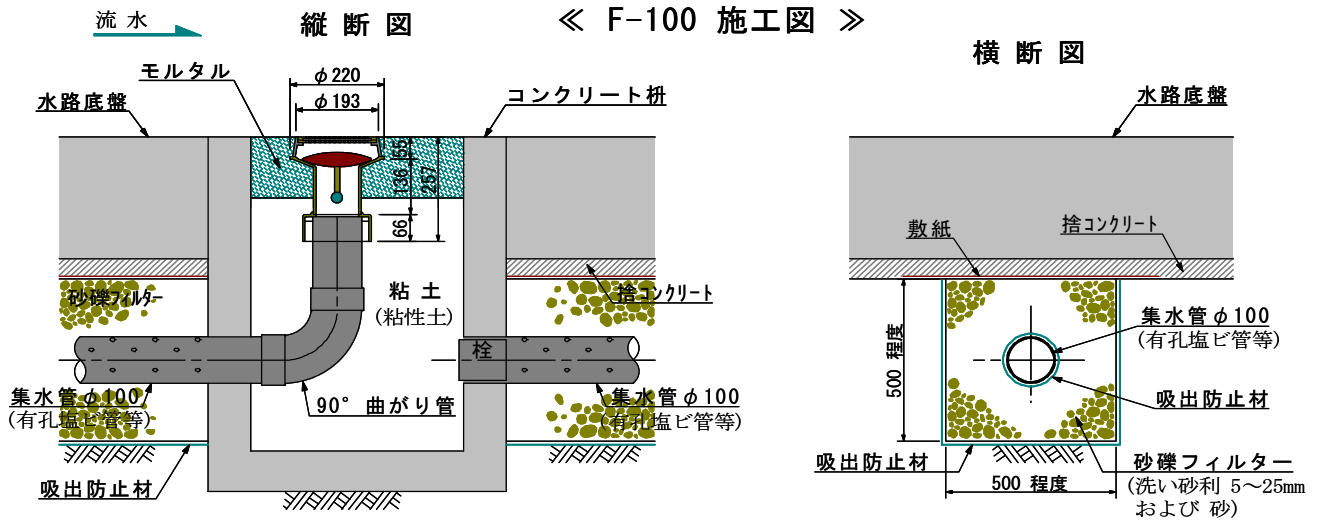 ≪ F-100 施工図 ≫
流 水
縦 断 図
モルタル
φ220
φ193
コンクリート枡
水路底盤
55
136
257
66
砂礫フィルター
粘 土
(粘性土)
捨コンクリート
栓
集水管φ100
(有孔塩ビ管等)
90° 曲がり管
集水管φ100
(有孔塩ビ管等)
吸出防止材
横 断 図
水路底盤
敷紙
捨コンクリート
500 程度
集水管φ100
(有孔塩ビ管等)
吸出防止材
吸出防止材
500 程度
砂礫フィルター
(洗い砂利 5～25mm
および 砂)